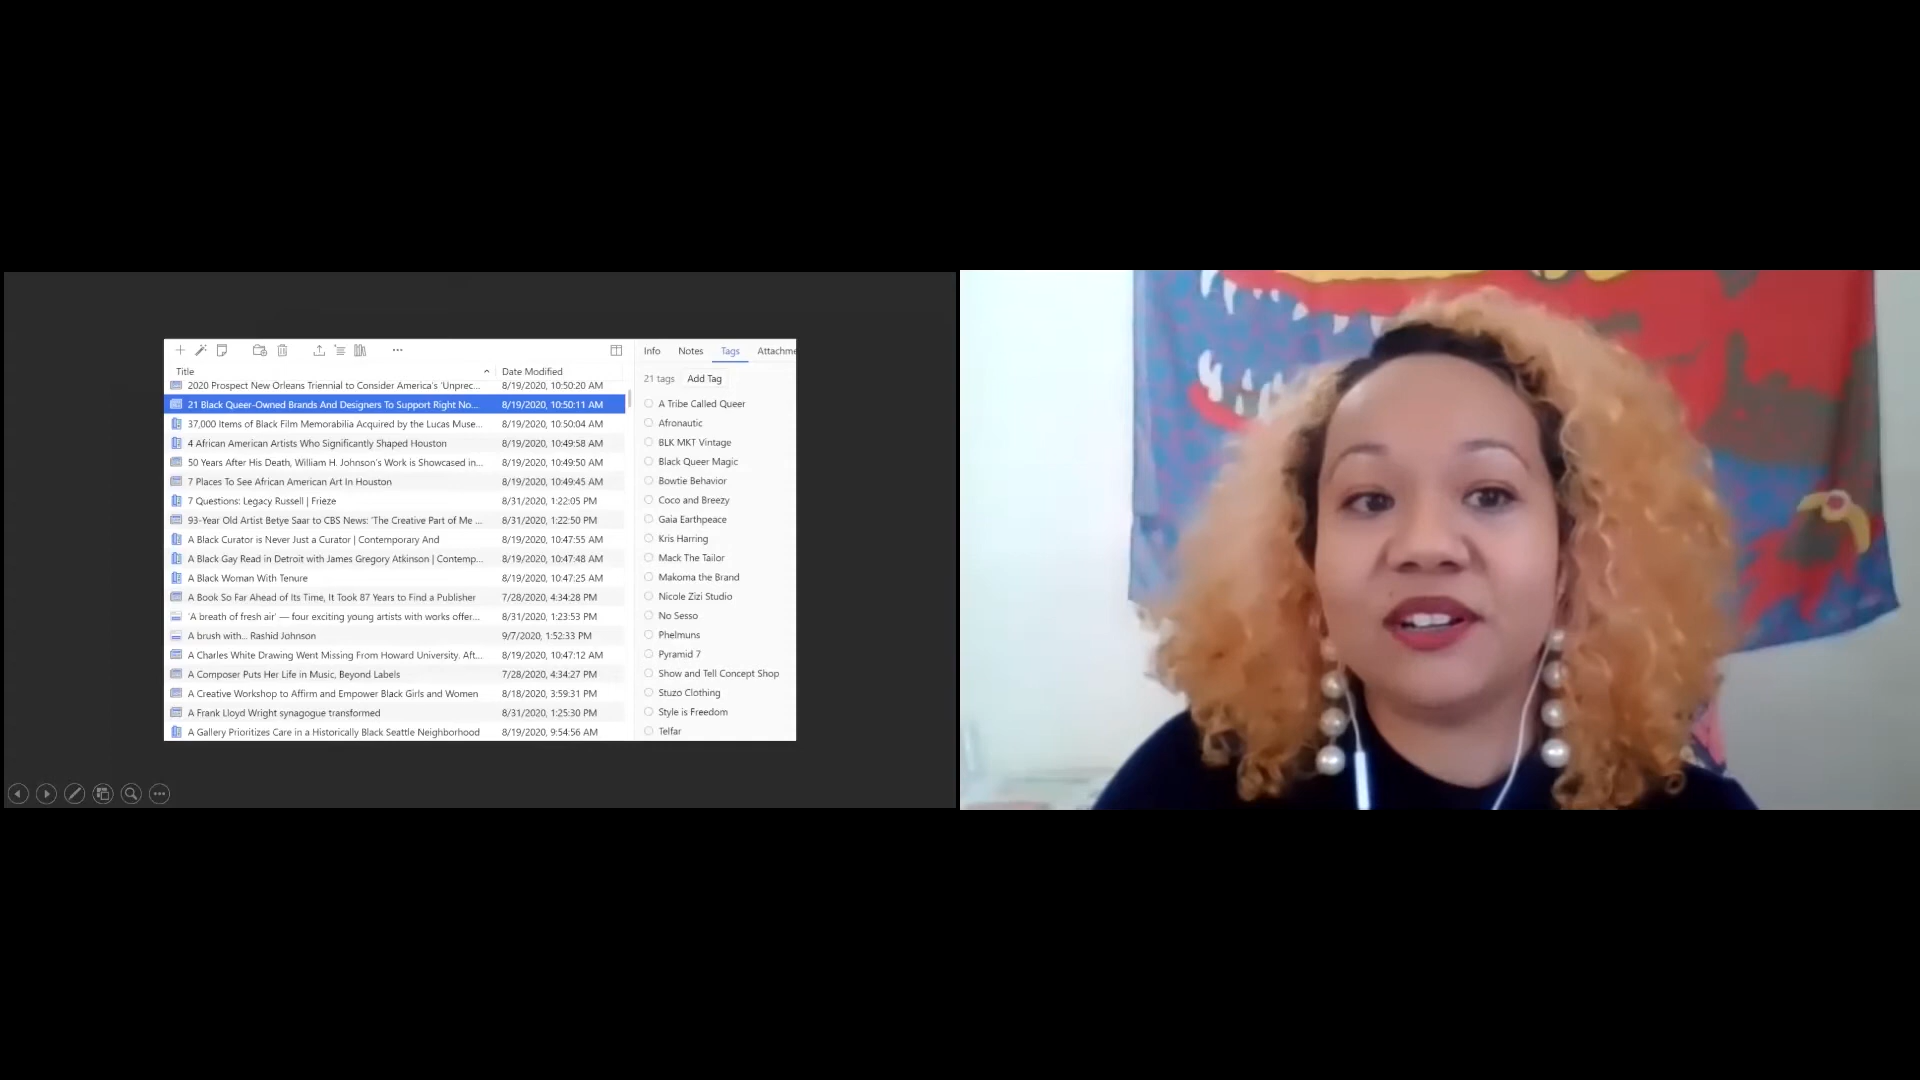 Info Notes Tags Attachme
Title Date Modified
21 tags Add Tag
2020 Prospect New Orleans Triennial to Consider America's 'Unprec... 8/19/2020, 10:50:20 AM
21 Black Queer-Owned Brands And Designers To Support Right No... 8/19/2020, 10:50:11 AM
37,000 Items of Black Film Memorabilia Acquired by the Lucas Muse... 8/19/2020, 10:50:04 AM
4 African American Artists Who Significantly Shaped Houston 8/19/2020, 10:49:58 AM
50 Years After His Death, William H. Johnson's Work is Showcased in... 8/19/2020, 10:49:50 AM
7 Places To See African American Art In Houston 8/19/2020, 10:49:45 AM
7 Questions: Legacy Russell | Frieze 8/31/2020, 1:22:05 PM
93-Year Old Artist Betye Saar to CBS News: 'The Creative Part of Me ... 8/31/2020, 1:22:50 PM
A Black Curator is Never Just a Curator | Contemporary And 8/19/2020, 10:47:55 AM
A Black Gay Read in Detroit with James Gregory Atkinson | Contemp... 8/19/2020, 10:47:48 AM
A Black Woman With Tenure 8/19/2020, 10:47:25 AM
A Book So Far Ahead of Its Time, It Took 87 Years to Find a Publisher 7/28/2020, 4:34:28 PM
'A breath of fresh air' — four exciting young artists with works offer... 8/31/2020, 1:23:53 PM
A brush with... Rashid Johnson 9/7/2020, 1:52:33 PM
A Charles White Drawing Went Missing From Howard University. Aft... 8/19/2020, 10:47:12 AM
A Composer Puts Her Life in Music, Beyond Labels 7/28/2020, 4:34:27 PM
A Creative Workshop to Affirm and Empower Black Girls and Women 8/18/2020, 3:59:31 PM
A Frank Lloyd Wright synagogue transformed 8/31/2020, 1:25:30 PM
A Gallery Prioritizes Care in a Historically Black Seattle Neighborhood 8/19/2020, 9:54:56 AM
A Tribe Called Queer
Afronautic
BLK MKT Vintage
Black Queer Magic
Bowtie Behavior
Coco and Breezy
Gaia Earthpeace
Kris Harring
Mack The Tailor
Makoma the Brand
Nicole Zizi Studio
No Sesso
Phelmuns
Pyramid 7
Show and Tell Concept Shop
Stuzo Clothing
Style is Freedom
Telfar